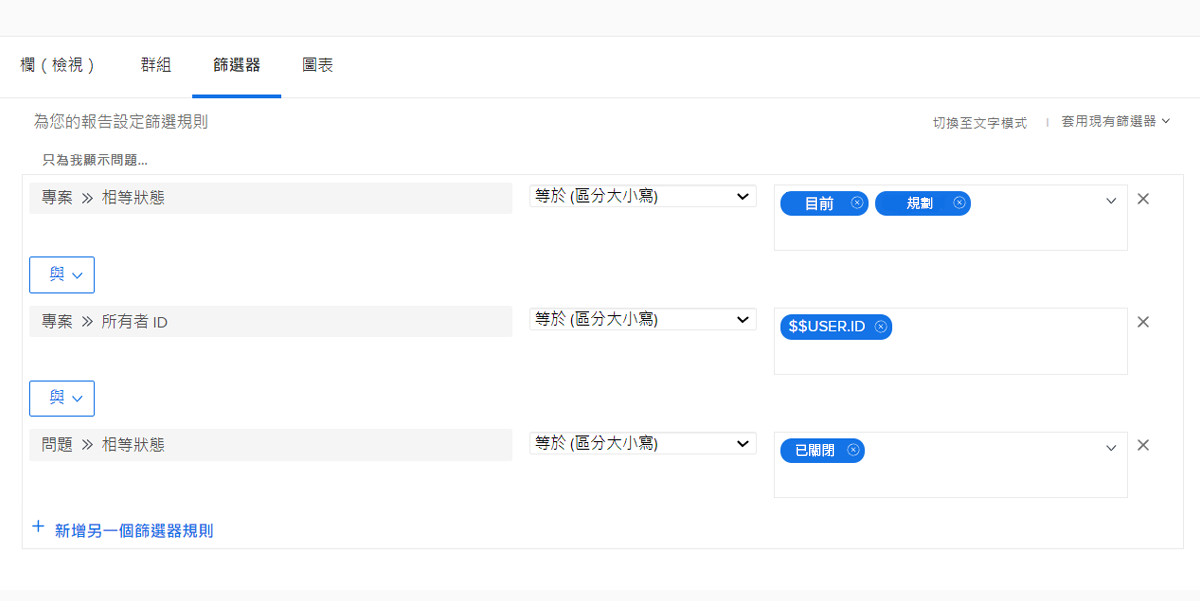 欄 ( 檢視 ) 群組 篩選器 圖表
為您的報告設定篩選規則 切換至文字模式 套用現有篩選器
只為我顯示問題...
專案 相等狀態 等於 (區分大小寫) 目前 規劃
與
專案 所有者 ID 等於 (區分大小寫) $$USER.ID
與
問題 相等狀態 等於 (區分大小寫) 已關閉
+ 新增另一個篩選器規則